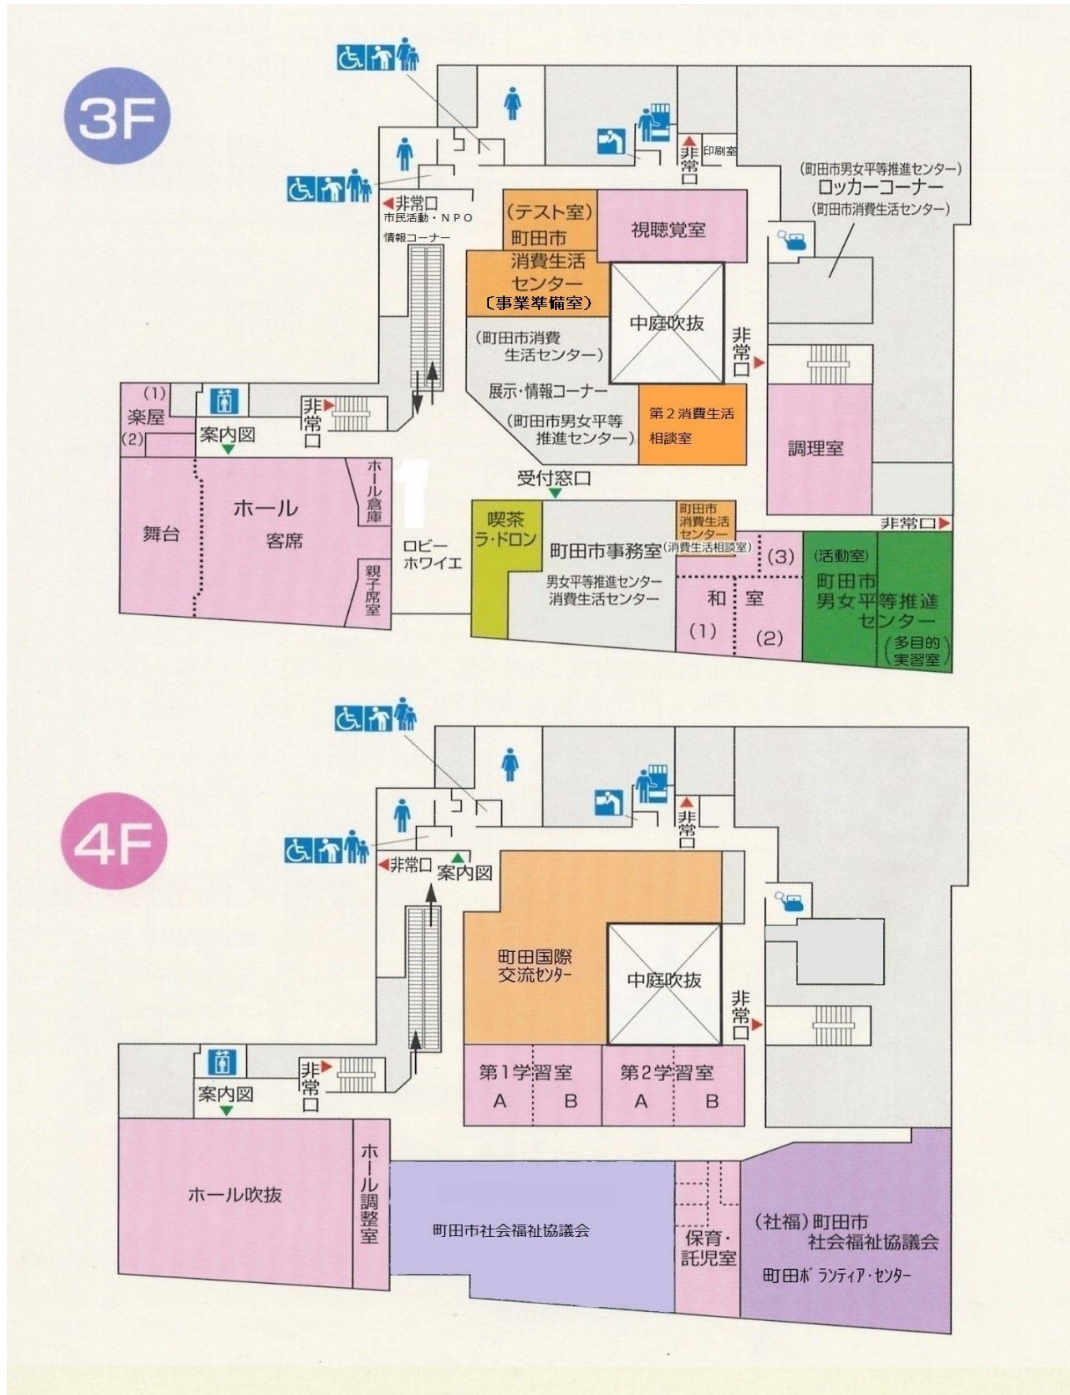 3F
非常口
印刷室
(町田市男女平等推進センター)
ロッカーコーナー
(町田市消費生活センター)
非常口
市民活動・NPO
情報コーナー
(テスト室)
町田市
消費生活
センター
〔事業準備室〕
視聴覚室
中庭吹抜
非常口
(町田市消費
生活センター)
展示・情報コーナー
(町田市男女平等
推進センター)
第2消費生活
相談室
調理室
(1)
楽屋
(2)
案内図
非常口
受付窓口
非常口
舞台
ホール
客席
ホール倉庫
親子席室
ロビー
ホワイエ
喫茶
ラ・ドロン
町田市事務室
男女平等推進センター
消費生活センター
町田市
消費生活
センター
(消費生活相談室)
(3)
和室
(1)
(2)
(活動室)
町田市
男女平等推進
センター
(多目的
実習室)
4F
非常口
非常口
案内図
町田国際
交流センター
中庭吹抜
非常口
第1学習室
A
B
第2学習室
A
B
案内図
非常口
ホール吹抜
ホール調整室
町田市社会福祉協議会
保育・
託児室
(社福)町田市
社会福祉協議会
町田ボランティア・センター